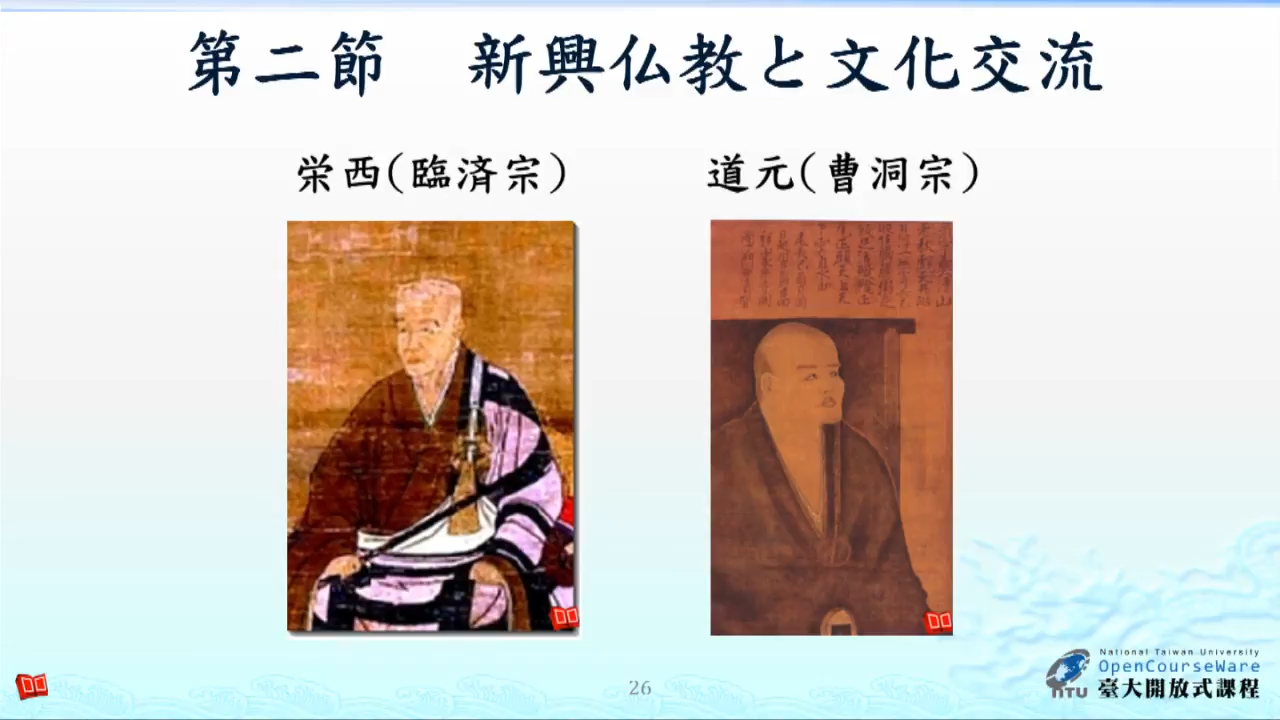 第二節　新興仏教と文化交流
栄西(臨済宗)
道元(曹洞宗)
26
National Taiwan University
OpenCourseWare
NTU 臺大開放式課程